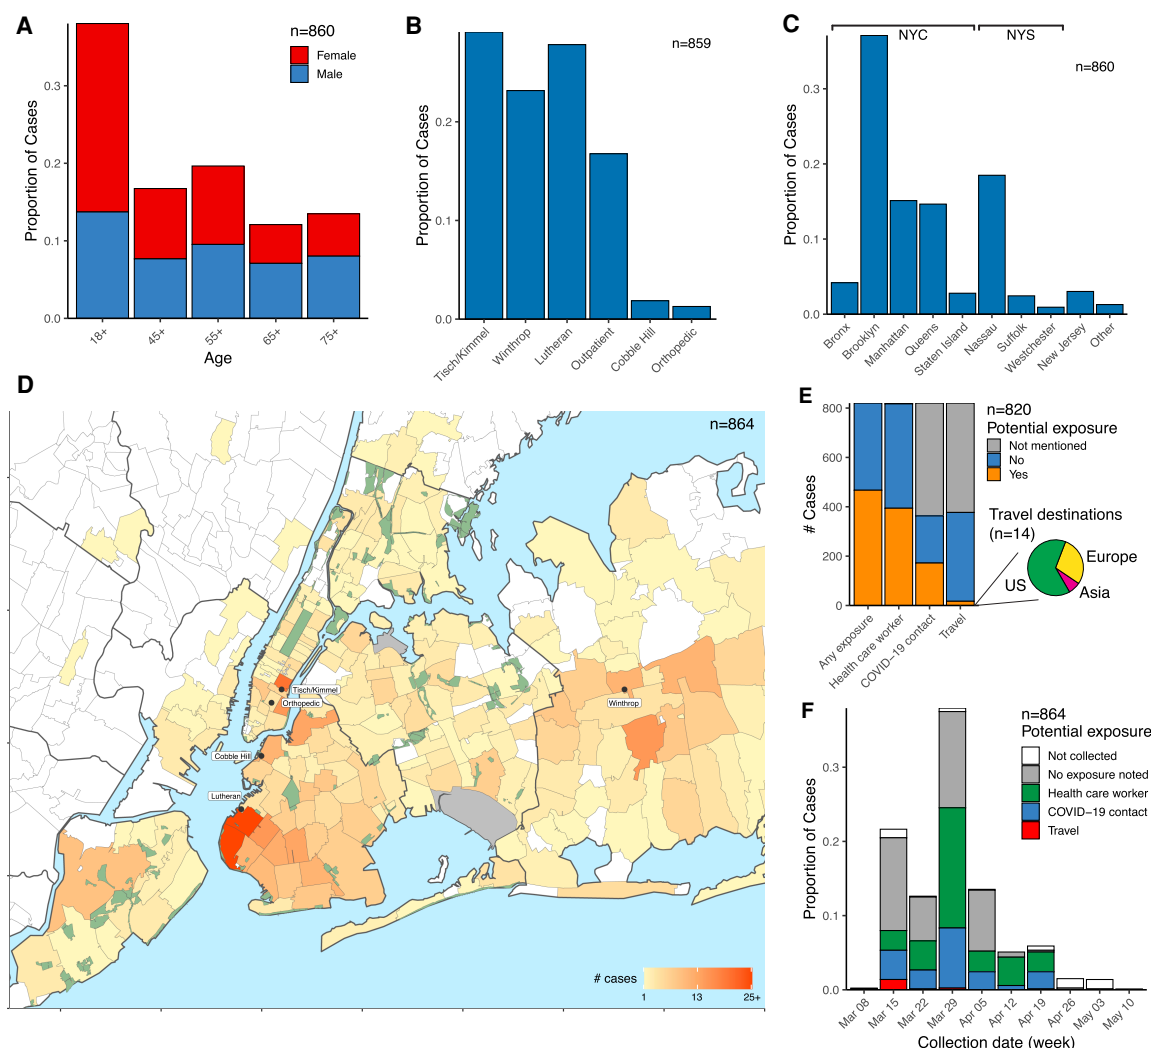 A
n=860
Female
Male
Proportion of Cases
0.3
0.2
0.1
0.0
18+
45+
55+
65+
75+
Age
B
n=859
Proportion of Cases
0.2
0.1
0.0
Tisch/Kimmel
Winthrop
Lutheran
Outpatient
Cobble Hill
Orthopedic
C
NYC
NYS
n=860
Proportion of Cases
0.3
0.2
0.1
0.0
Bronx
Brooklyn
Manhattan
Queens
Staten Island
Nassau
Suffolk
Westchester
New Jersey
Other
D
n=864
Tisch/Kimmel
Orthopedic
Winthrop
Cobble Hill
Lutheran
# cases
1
13
25+
E
n=820
Potential exposure
Not mentioned
No
Yes
# Cases
800
600
400
200
0
Any exposure
Health care worker
COVID−19 contact
Travel
Travel destinations
(n=14)
Europe
US
Asia
F
n=864
Potential exposure
Not collected
No exposure noted
Health care worker
COVID−19 contact
Travel
Proportion of Cases
0.3
0.2
0.1
0.0
Mar 08
Mar 15
Mar 22
Mar 29
Apr 05
Apr 12
Apr 19
Apr 26
May 03
May 10
Collection date (week)